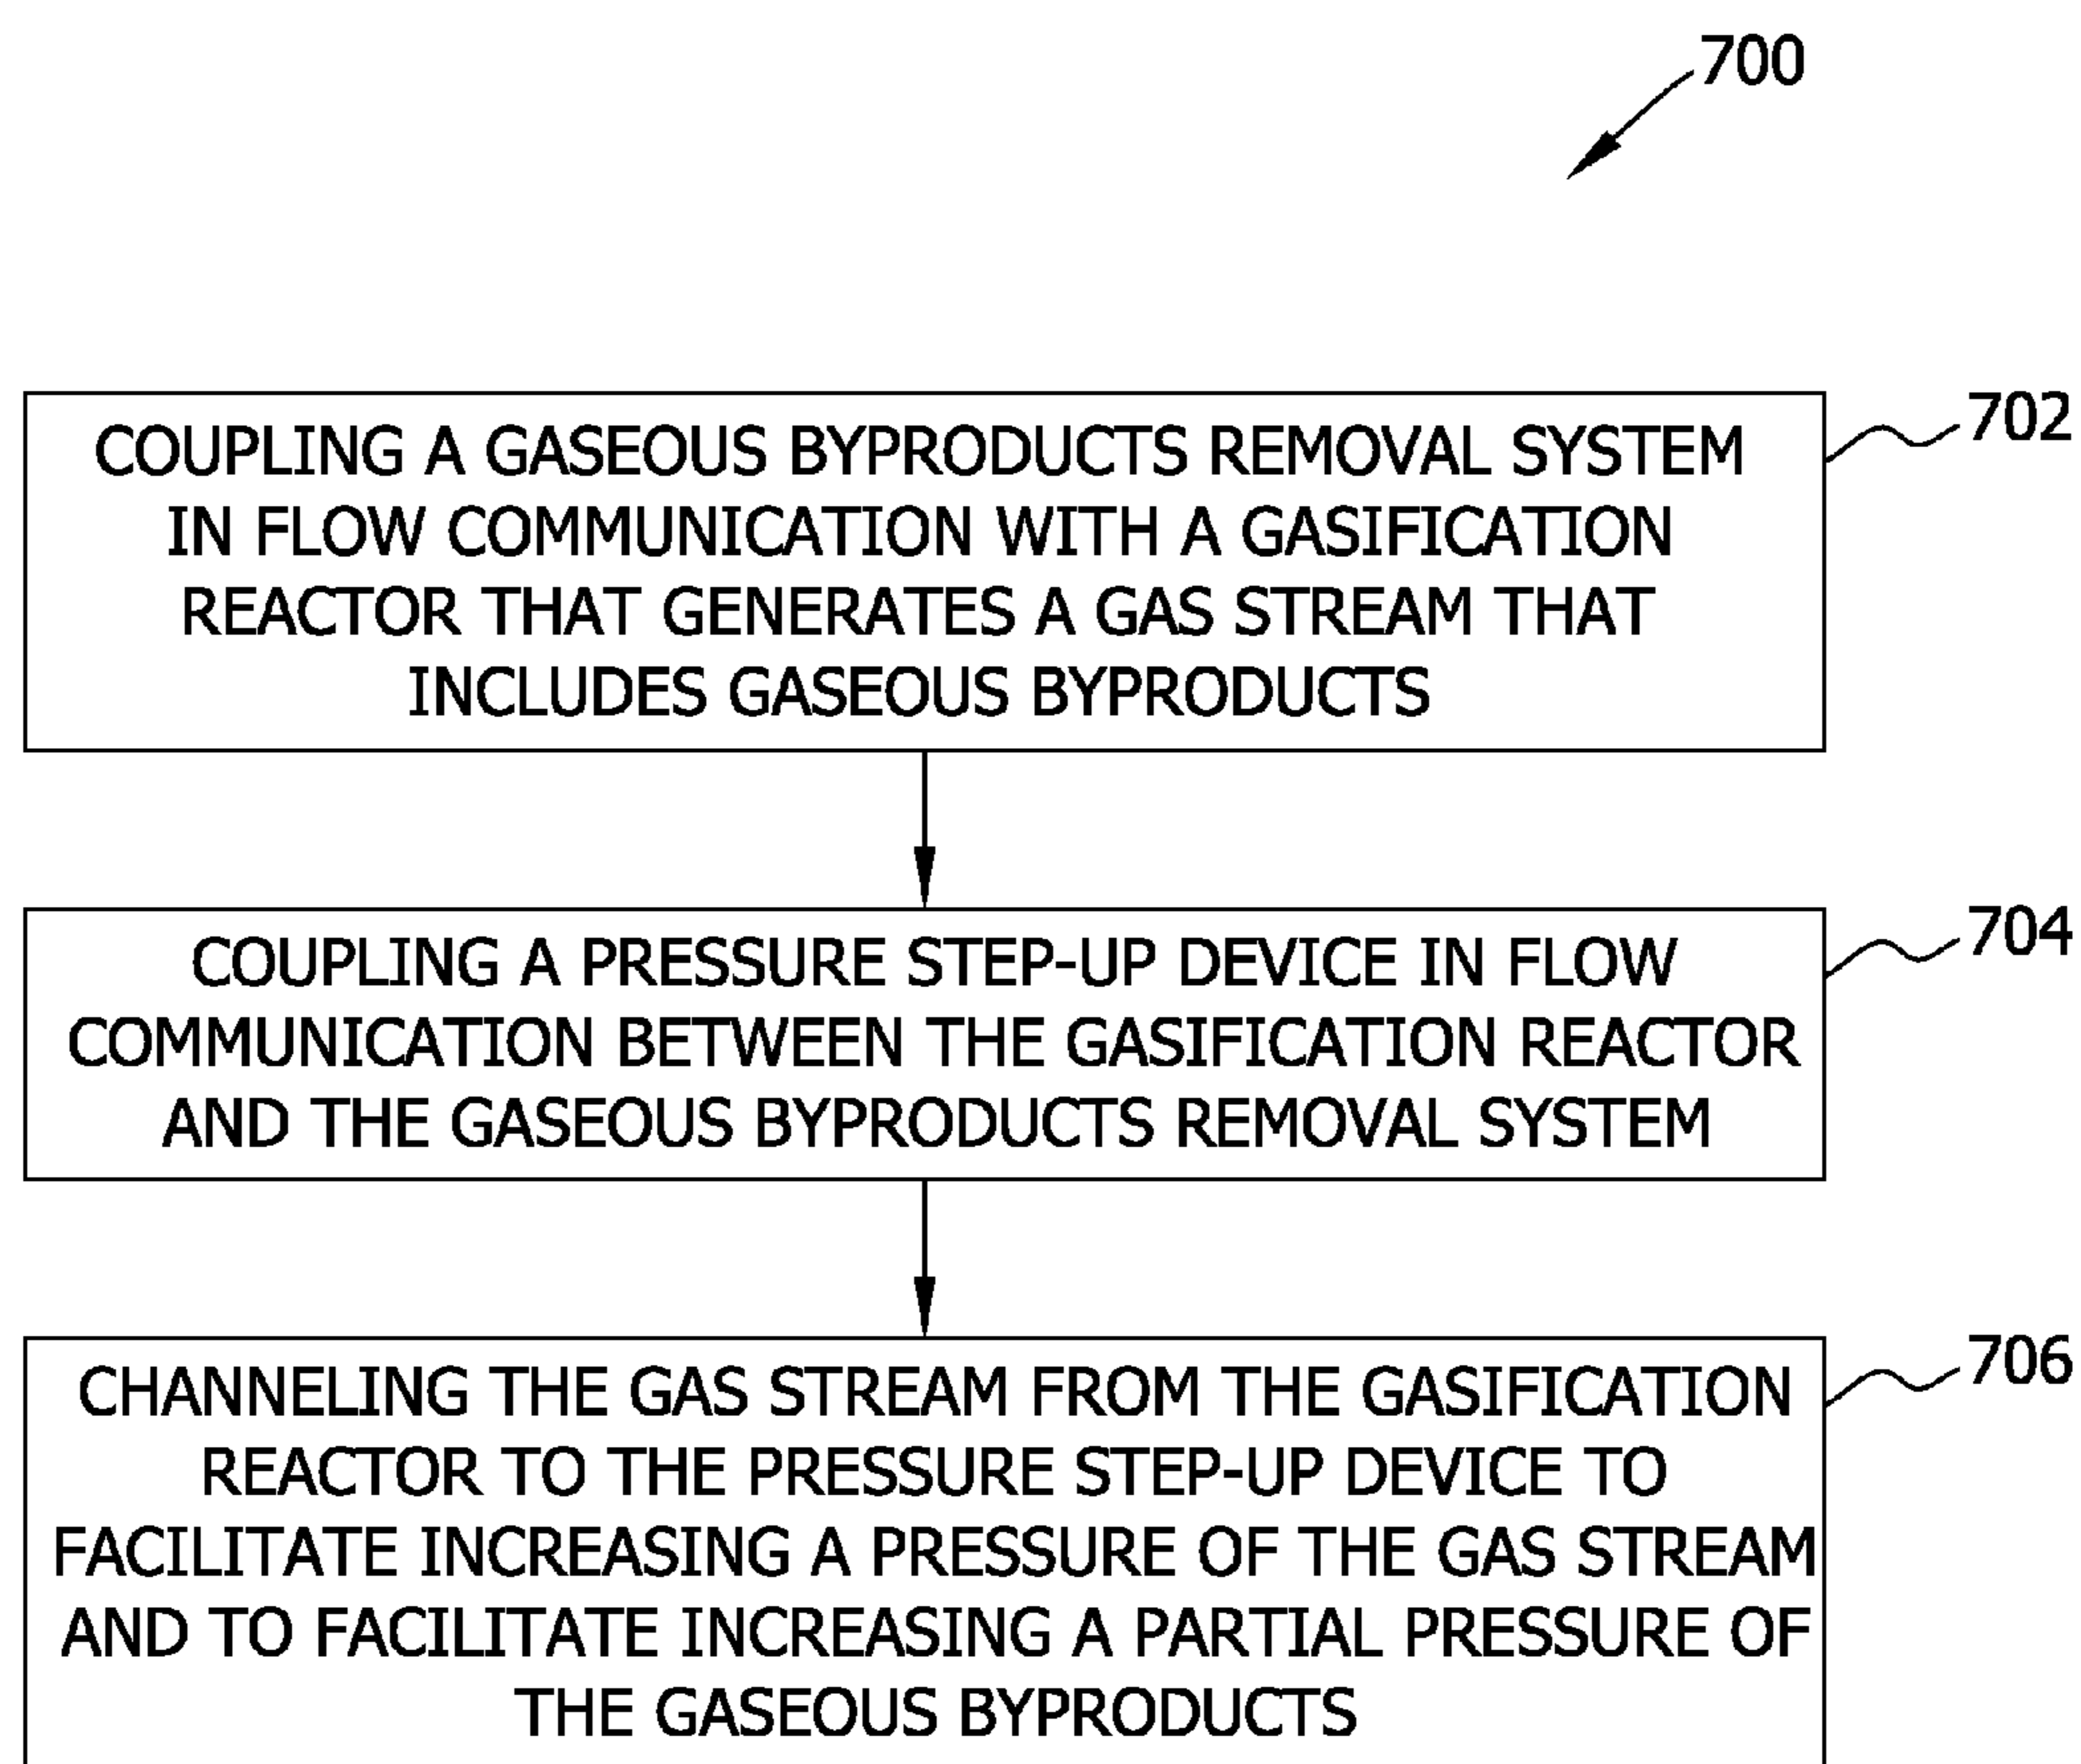 700
COUPLING A GASEOUS BYPRODUCTS REMOVAL SYSTEM
IN FLOW COMMUNICATION WITH A GASIFICATION
REACTOR THAT GENERATES A GAS STREAM THAT
INCLUDES GASEOUS BYPRODUCTS
702
COUPLING A PRESSURE STEP-UP DEVICE IN FLOW
COMMUNICATION BETWEEN THE GASIFICATION REACTOR
AND THE GASEOUS BYPRODUCTS REMOVAL SYSTEM
704
CHANNELING THE GAS STREAM FROM THE GASIFICATION
REACTOR TO THE PRESSURE STEP-UP DEVICE TO
FACILITATE INCREASING A PRESSURE OF THE GAS STREAM
AND TO FACILITATE INCREASING A PARTIAL PRESSURE OF
THE GASEOUS BYPRODUCTS
706